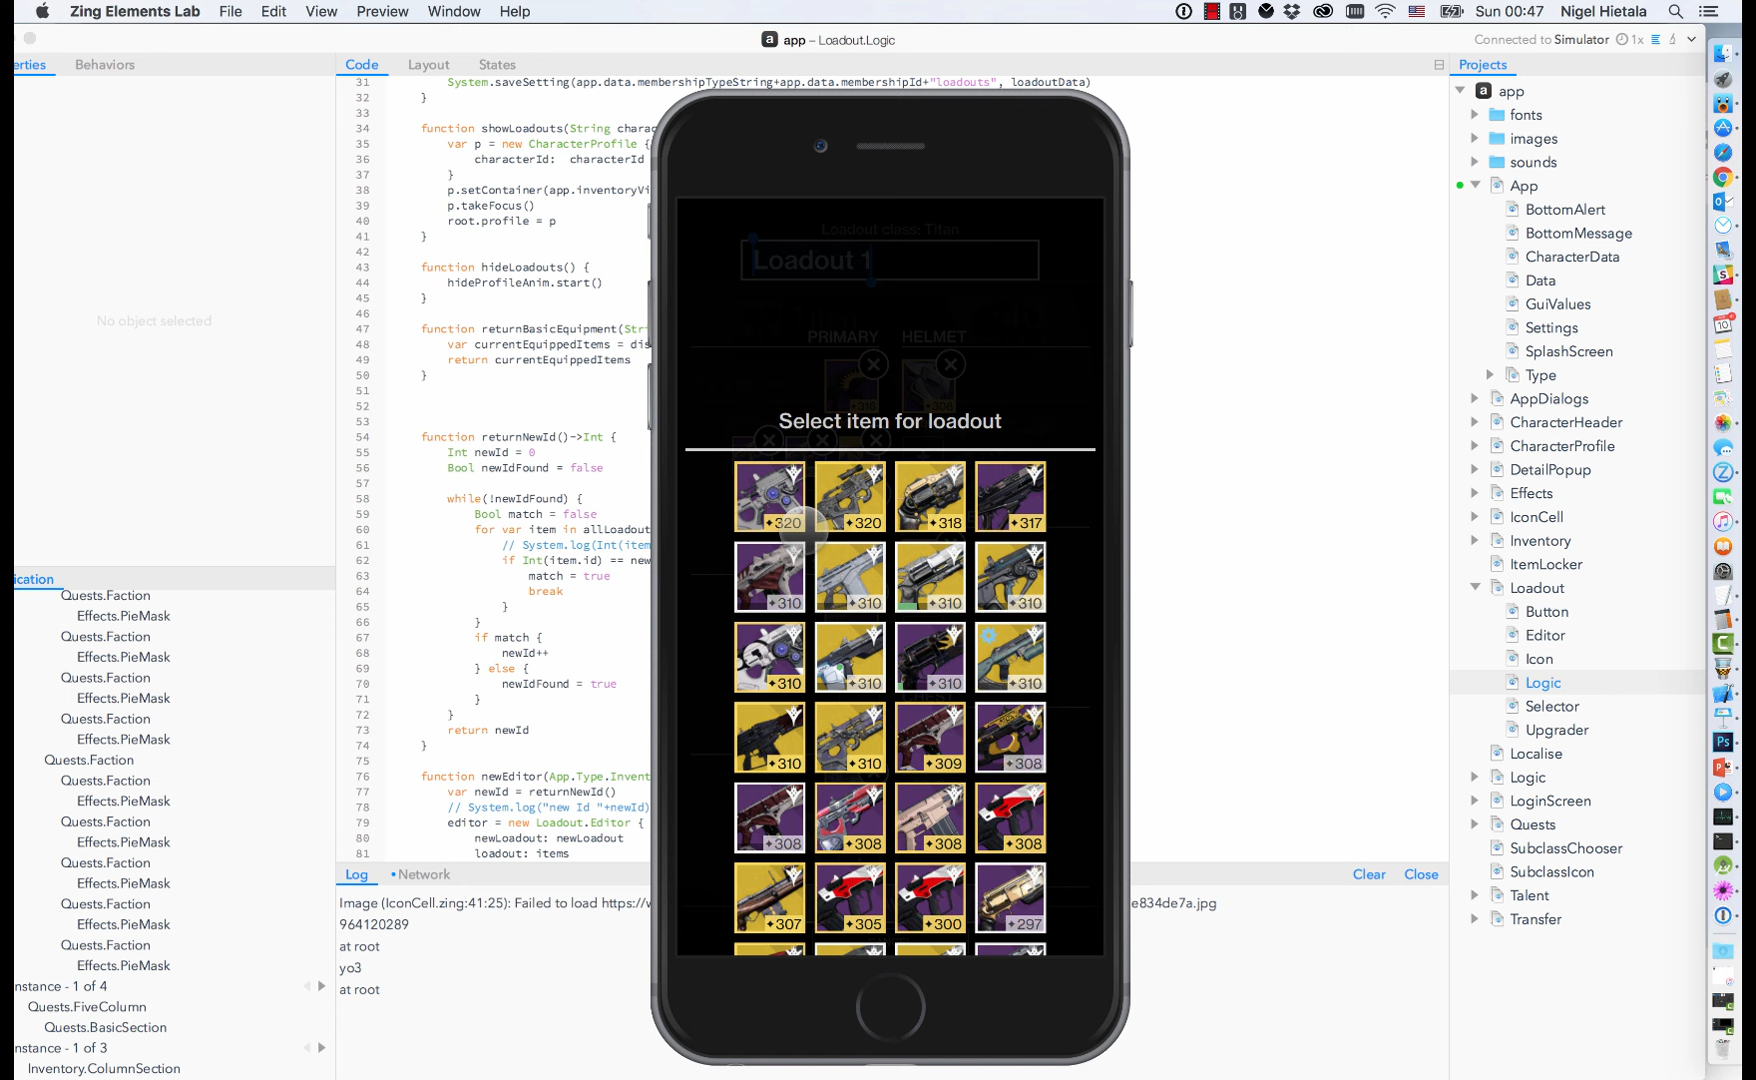 Zing Elements Lab File Edit View Preview Window Help Sun 00:47 Nigel Hietala
app – Loadout.Logic Connected to Simulator 1x
erties Behaviors
No object selected
ication
Quests.Faction
Effects.PieMask
Quests.Faction
Effects.PieMask
Quests.Faction
Effects.PieMask
Quests.Faction
Effects.PieMask
Quests.Faction
Quests.Faction
Effects.PieMask
Quests.Faction
Effects.PieMask
Quests.Faction
Effects.PieMask
Quests.Faction
Effects.PieMask
Quests.Faction
Effects.PieMask
nstance - 1 of 4
Quests.FiveColumn
Quests.BasicSection
nstance - 1 of 3
Inventory.ColumnSection
Code Layout States
31 System.saveSetting(app.data.membershipTypeString+app.data.membershipId+"loadouts", loadoutData)
32 }
33
34 function showLoadouts(String charac
35 var p = new CharacterProfile {
36 characterId: characterId
37 }
38 p.setContainer(app.inventoryVi
39 p.takeFocus()
40 root.profile = p
41 }
42
43 function hideLoadouts() {
44 hideProfileAnim.start()
45 }
46
47 function returnBasicEquipment(Stri
48 var currentEquippedItems = dis
49 return currentEquippedItems
50 }
51
52
53
54 function returnNewId()->Int {
55 Int newId = 0
56 Bool newIdFound = false
57
58 while(!newIdFound) {
59 Bool match = false
60 for var item in allLoadout
61 // System.log(Int(item
62 if Int(item.id) == new
63 match = true
64 break
65 }
66 }
67 if match {
68 newId++
69 } else {
70 newIdFound = true
71 }
72 }
73 return newId
74 }
75
76 function newEditor(App.Type.Invent
77 var newId = returnNewId()
78 // System.log("new Id "+newId)
79 editor = new Loadout.Editor {
80 newLoadout: newLoadout
81 loadout: items
Log •Network Clear Close
Image (IconCell.zing:41:25): Failed to load https://w e834de7a.jpg
964120289
at root
yo3
at root
Loadout class: Titan
Loadout 1
PRIMARY HELMET
Select item for loadout
320 320 318 317
310 310 310 310
310 310 310 310
310 310 309 308
308 308 308 308
307 305 300 297
Projects
app
fonts
images
sounds
App
BottomAlert
BottomMessage
CharacterData
Data
GuiValues
Settings
SplashScreen
Type
AppDialogs
CharacterHeader
CharacterProfile
DetailPopup
Effects
IconCell
Inventory
ItemLocker
Loadout
Button
Editor
Icon
Logic
Selector
Upgrader
Localise
Logic
LoginScreen
Quests
SubclassChooser
SubclassIcon
Talent
Transfer
10
Ps